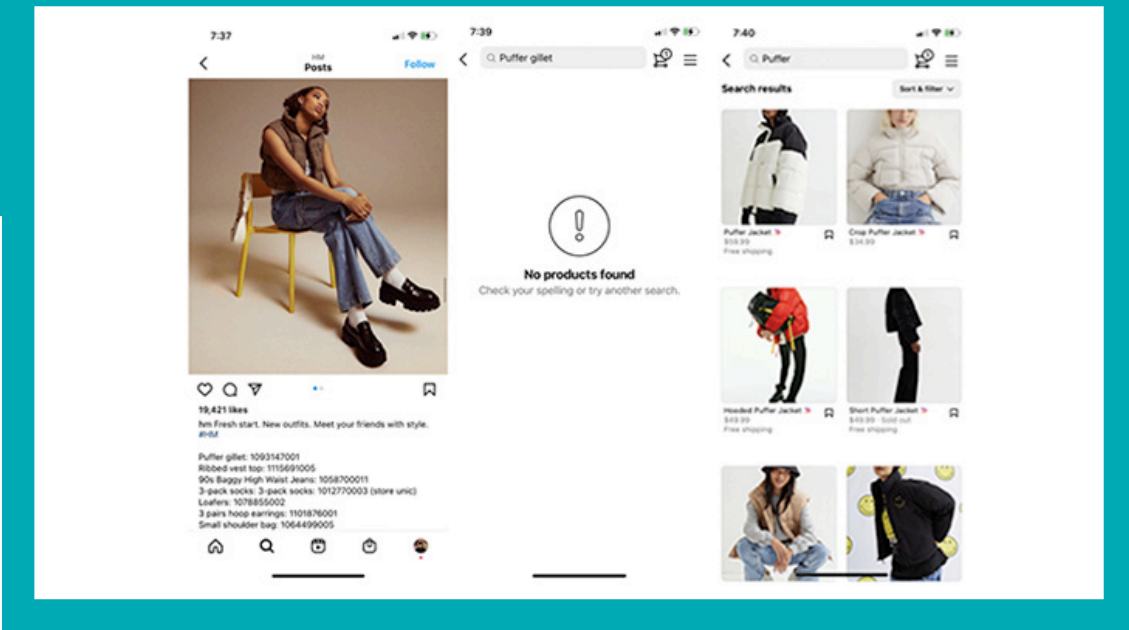 7:37
HM
Posts
Follow
19,421 likes
hm Fresh start. New outfits. Meet your friends with style.
#HM
Puffer gillet: 1093147001
Ribbed vest top: 1115691005
90s Baggy High Waist Jeans: 1058700011
3-pack socks: 3-pack socks: 1012770003 (store unic)
Loafers: 1078855002
3 pairs hoop earrings: 1101876001
Small shoulder bag: 1064499005
7:39
Puffer gillet
1
No products found
Check your spelling or try another search.
7:40
Puffer
1
Search results
Sort & filter
Puffer Jacket
$59.99
Free shipping
Crop Puffer Jacket
$34.99
Hooded Puffer Jacket
$49.99
Free shipping
Short Puffer Jacket
$49.99 · Sold out
Free shipping